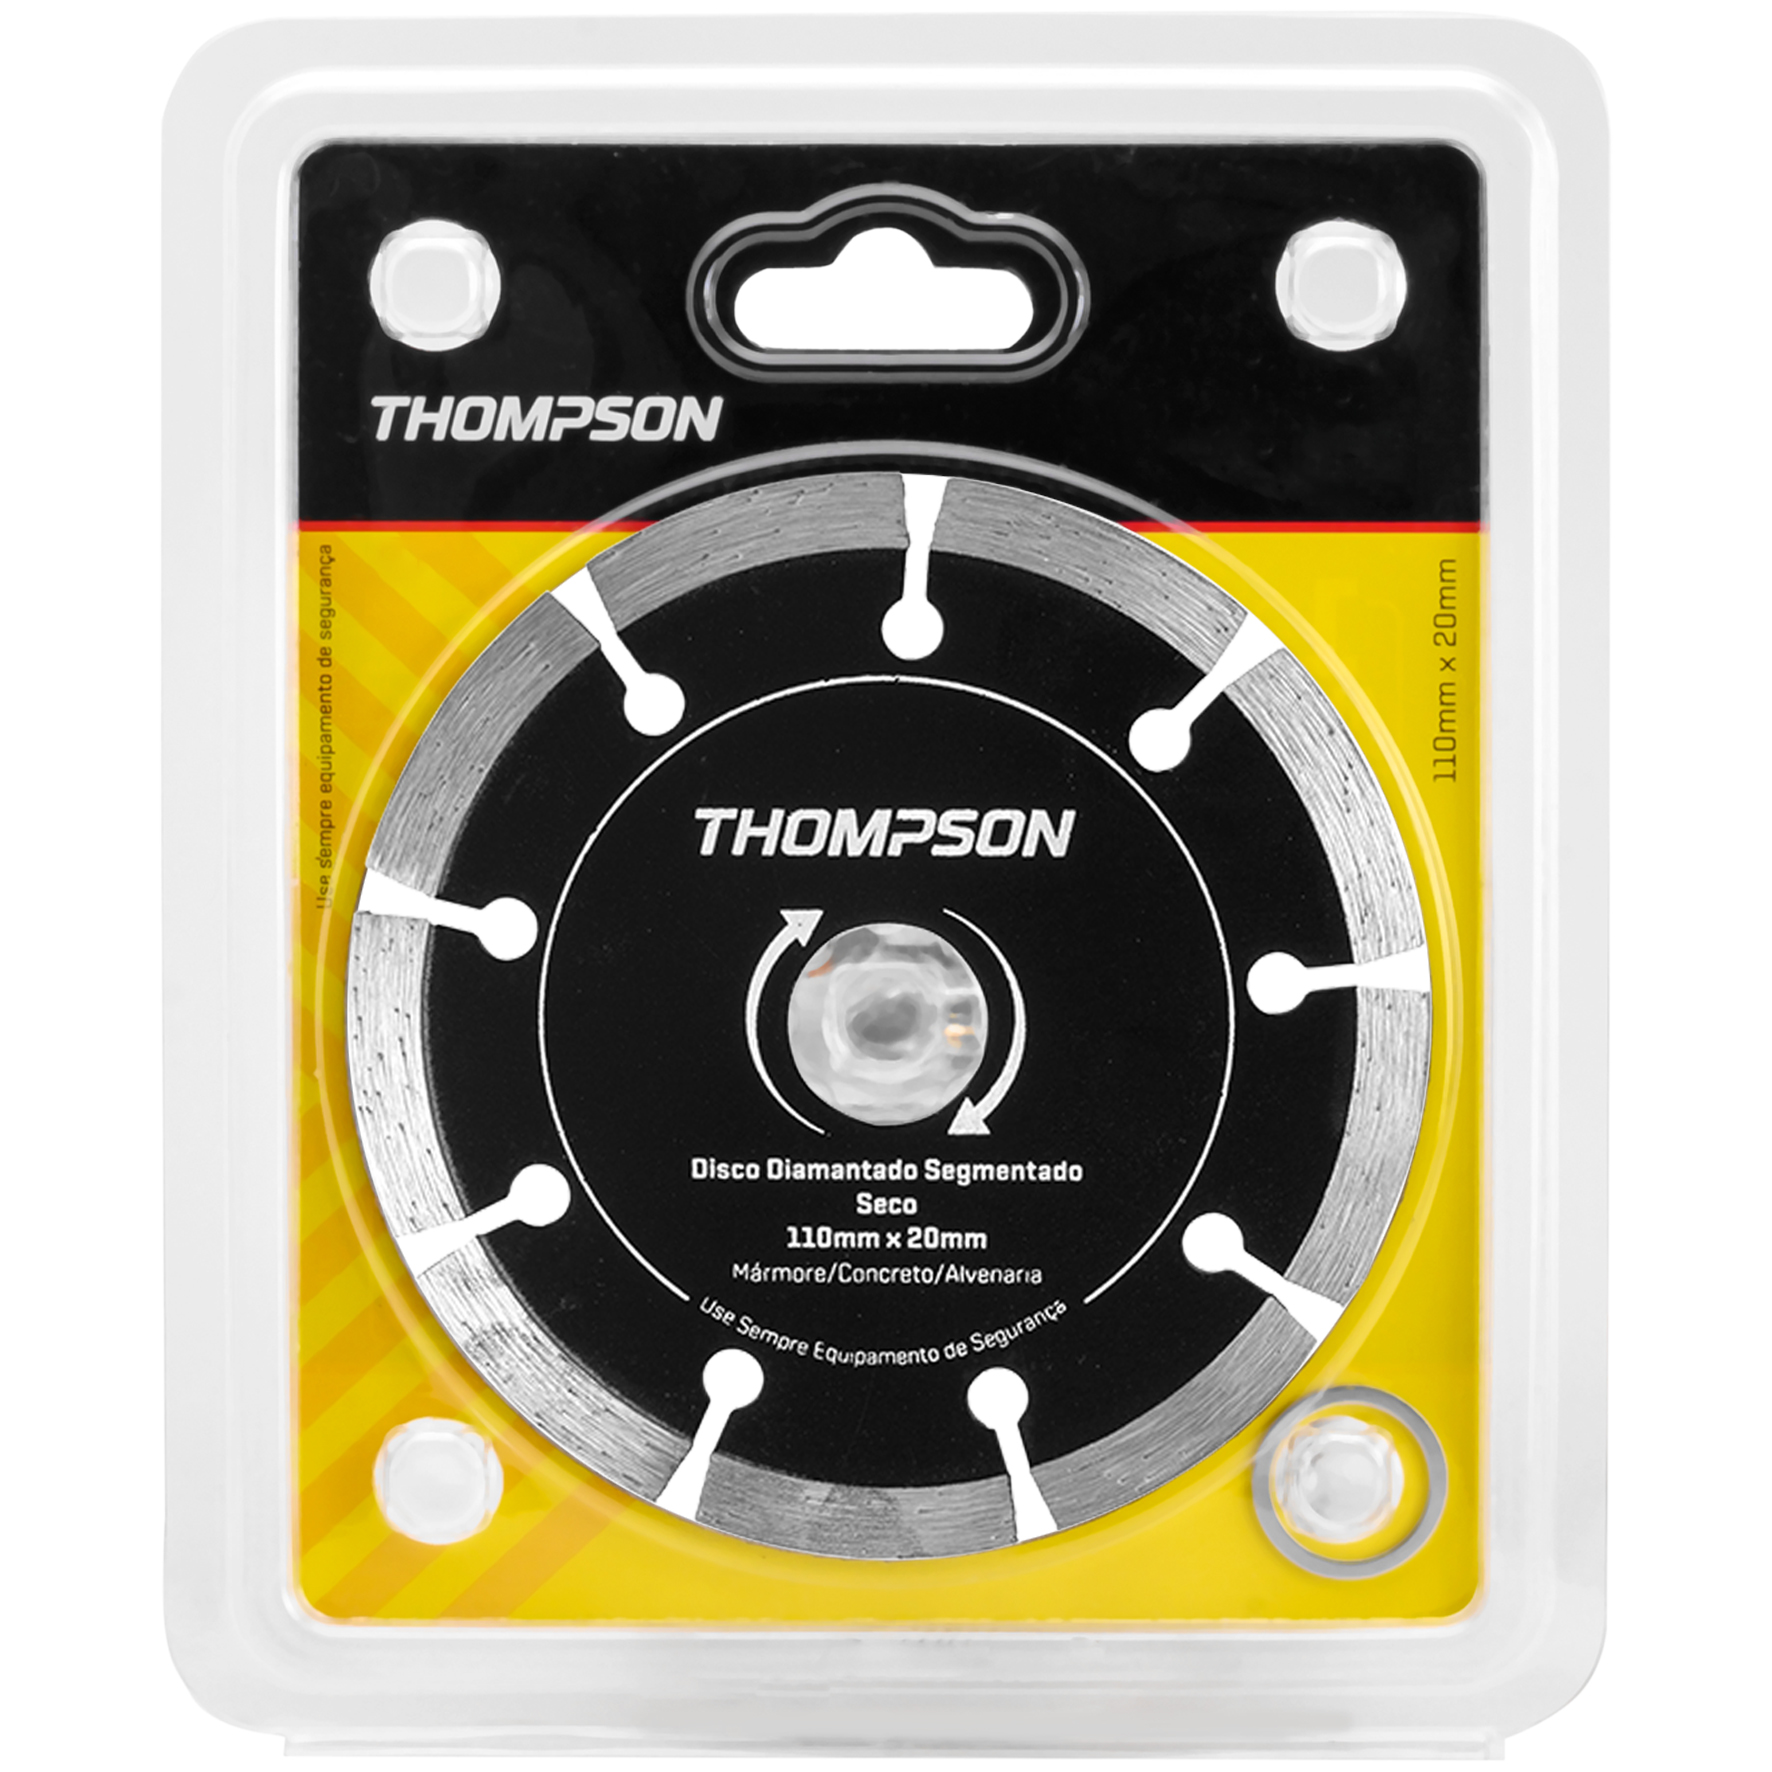 THOMPSON
Use sempre equipamento de segurança
110mm x 20mm
THOMPSON
Disco Diamantado Segmentado
Seco
110mm x 20mm
Mármore/Concreto/Alvenaria
Use Sempre Equipamento de Segurança